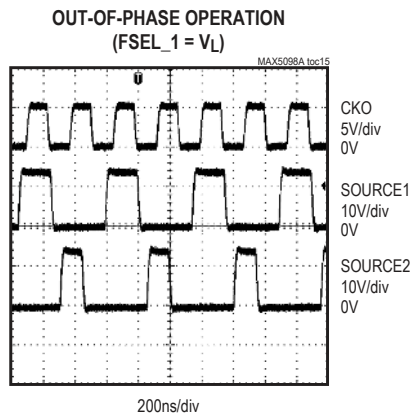 OUT-OF-PHASE OPERATION
(FSEL_1 = VL)
MAX5098A toc15
CKO
5V/div
0V
SOURCE1
10V/div
0V
SOURCE2
10V/div
0V
200ns/div